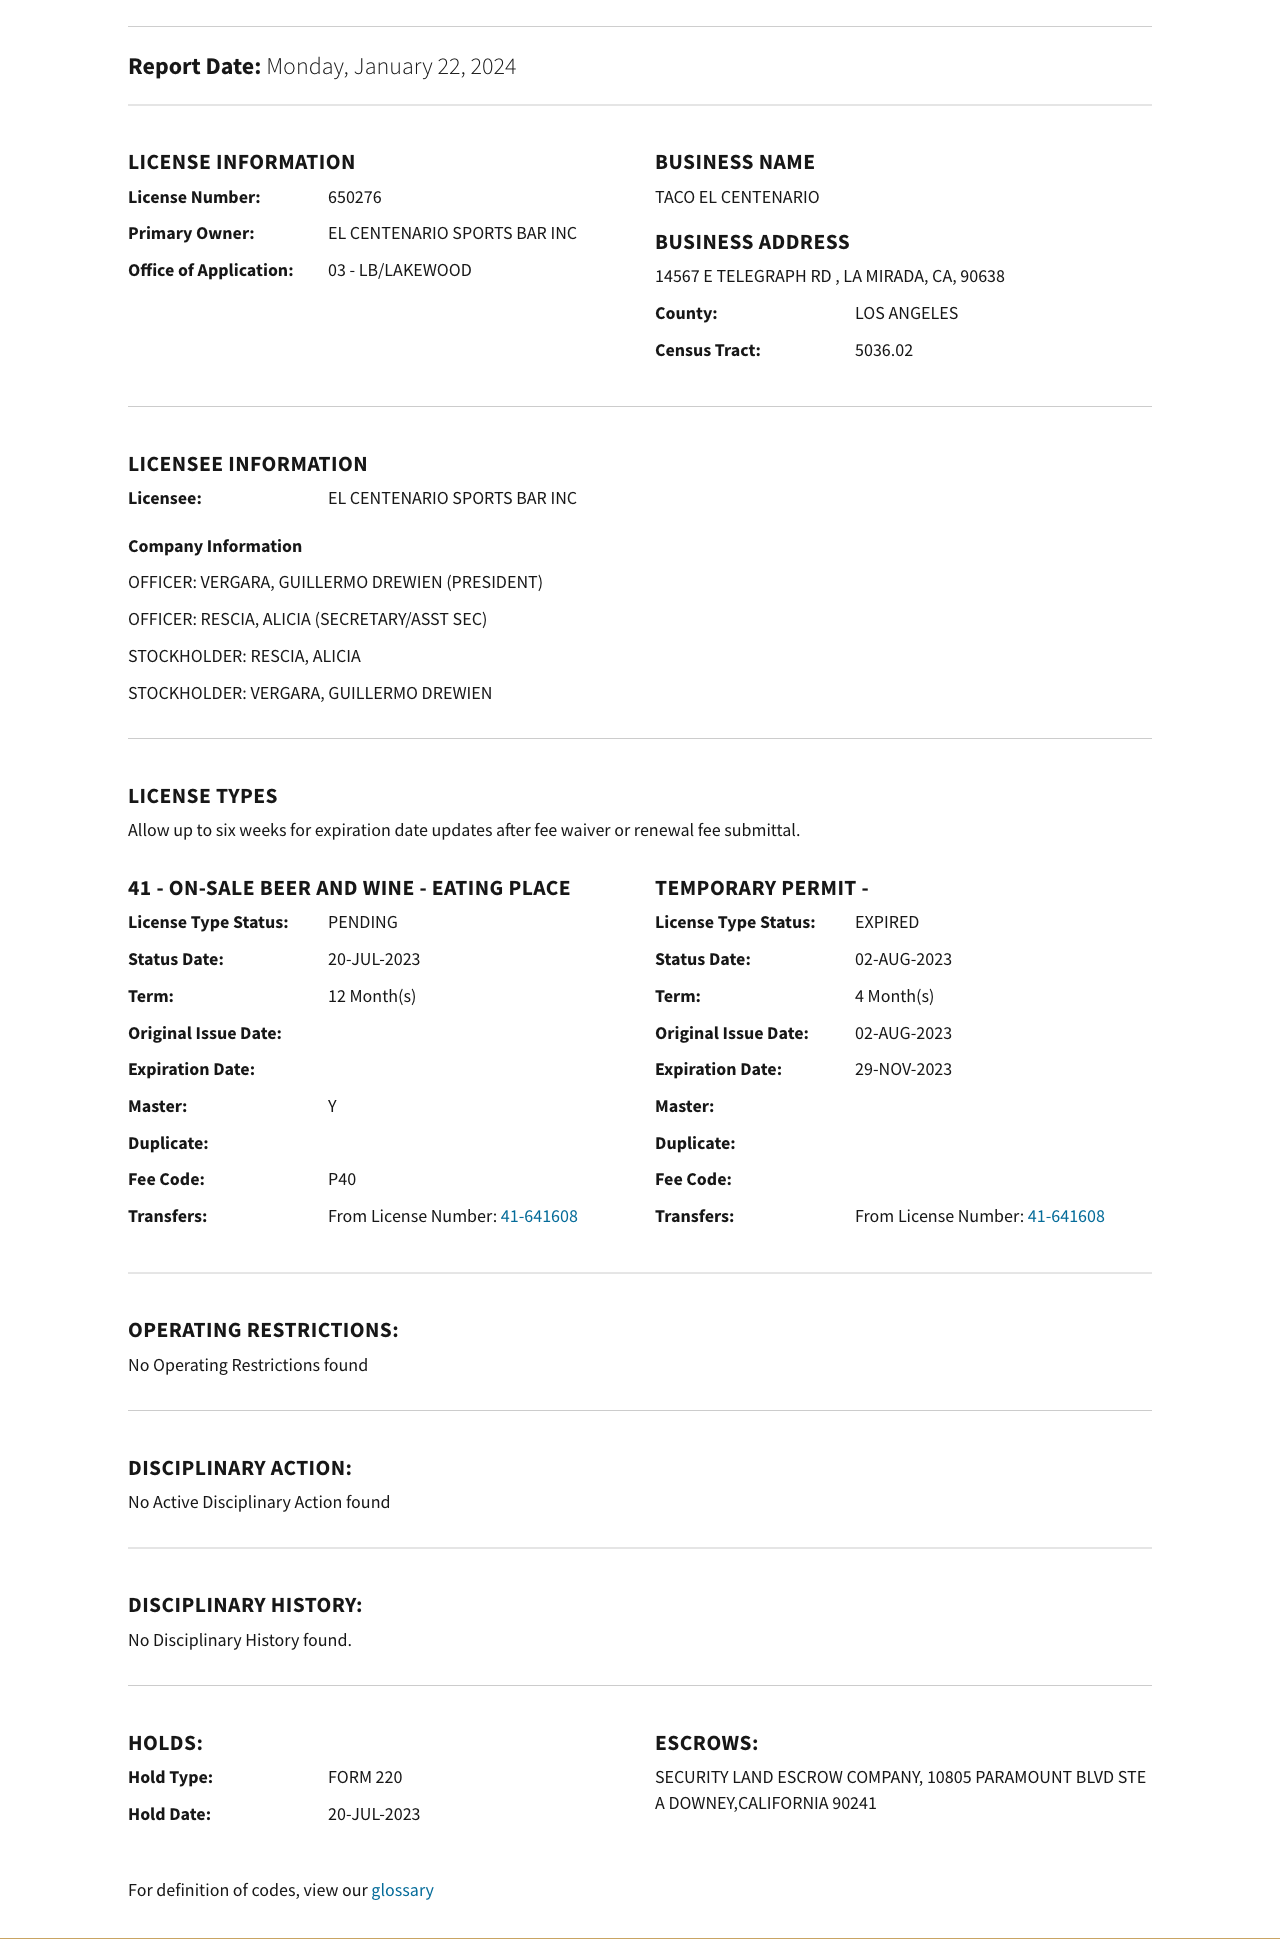 Report Date: Monday, January 22, 2024
LICENSE INFORMATION
License Number: 650276
Primary Owner: EL CENTENARIO SPORTS BAR INC
Office of Application: 03 - LB/LAKEWOOD
BUSINESS NAME
TACO EL CENTENARIO
BUSINESS ADDRESS
14567 E TELEGRAPH RD , LA MIRADA, CA, 90638
County: LOS ANGELES
Census Tract: 5036.02
LICENSEE INFORMATION
Licensee: EL CENTENARIO SPORTS BAR INC
Company Information
OFFICER: VERGARA, GUILLERMO DREWIEN (PRESIDENT)
OFFICER: RESCIA, ALICIA (SECRETARY/ASST SEC)
STOCKHOLDER: RESCIA, ALICIA
STOCKHOLDER: VERGARA, GUILLERMO DREWIEN
LICENSE TYPES
Allow up to six weeks for expiration date updates after fee waiver or renewal fee submittal.
41 - ON-SALE BEER AND WINE - EATING PLACE
License Type Status: PENDING
Status Date: 20-JUL-2023
Term: 12 Month(s)
Original Issue Date:
Expiration Date:
Master: Y
Duplicate:
Fee Code: P40
Transfers: From License Number: 41-641608
TEMPORARY PERMIT -
License Type Status: EXPIRED
Status Date: 02-AUG-2023
Term: 4 Month(s)
Original Issue Date: 02-AUG-2023
Expiration Date: 29-NOV-2023
Master:
Duplicate:
Fee Code:
Transfers: From License Number: 41-641608
OPERATING RESTRICTIONS:
No Operating Restrictions found
DISCIPLINARY ACTION:
No Active Disciplinary Action found
DISCIPLINARY HISTORY:
No Disciplinary History found.
HOLDS:
Hold Type: FORM 220
Hold Date: 20-JUL-2023
ESCROWS:
SECURITY LAND ESCROW COMPANY, 10805 PARAMOUNT BLVD STE
A DOWNEY,CALIFORNIA 90241
For definition of codes, view our glossary